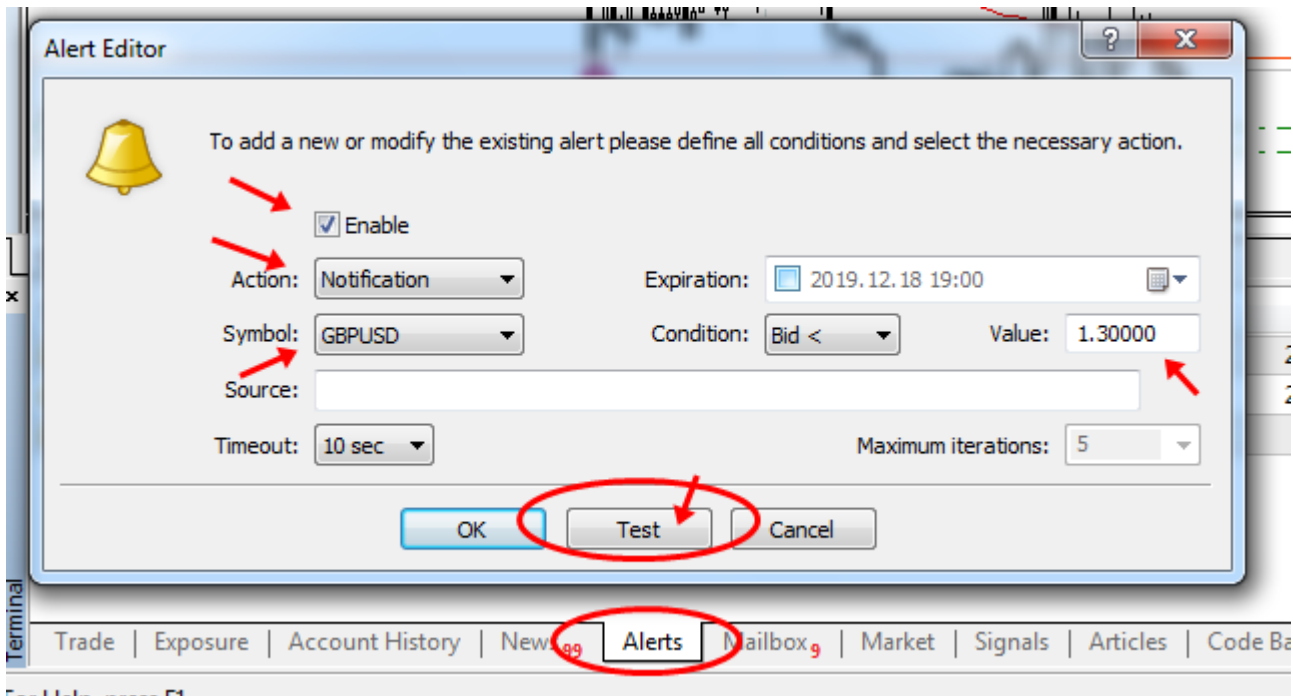 Alert Editor
?
To add a new or modify the existing alert please define all conditions and select the necessary action.
Enable
Action: Notification Expiration: 2019.12.18 19:00
Symbol: GBPUSD Condition: Bid < Value: 1.30000
Source:
Timeout: 10 sec Maximum iterations: 5
OK Test Cancel
Terminal
Trade | Exposure | Account History | News 99 | Alerts | Mailbox 9 | Market | Signals | Articles | Code Ba